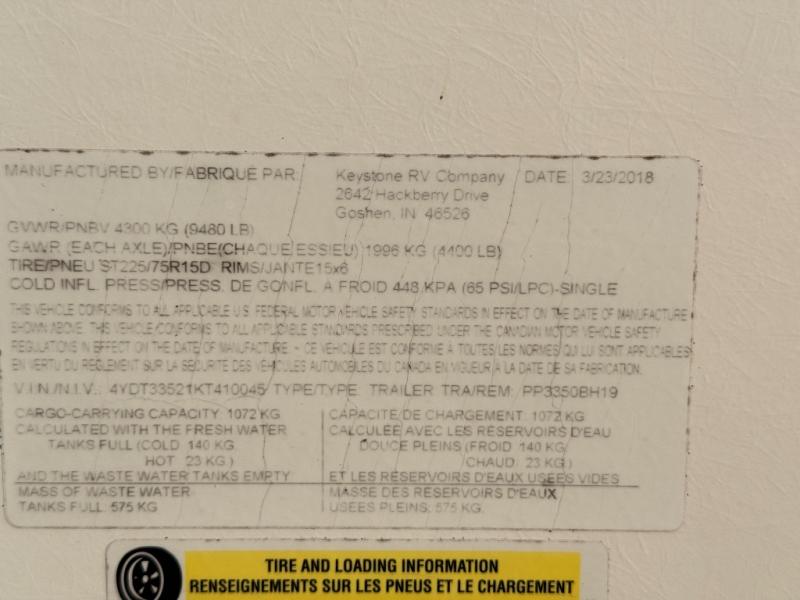 MANUFACTURED BY/FABRIQUE PAR: Keystone RV Company DATE: 3/23/2018
2642 Hackberry Drive
Goshen, IN 46526
GVWR/PNBV 4300 KG (9480 LB)
GAWR (EACH AXLE)/PNBE(CHAQUE ESSIEU) 1996 KG (4400 LB)
TIRE/PNEU ST225/75R15D RIMS/JANTE15x6
COLD INFL. PRESS/PRESS. DE GONFL. A FROID 448 KPA (65 PSI/LPC)-SINGLE
THIS VEHICLE CONFORMS TO ALL APPLICABLE U.S. FEDERAL MOTOR VEHICLE SAFETY STANDARDS IN EFFECT ON THE DATE OF MANUFACTURE
SHOWN ABOVE. THIS VEHICLE CONFORMS TO ALL APPLICABLE STANDARDS PRESCRIBED UNDER THE CANADIAN MOTOR VEHICLE SAFETY
REGULATIONS IN EFFECT ON THE DATE OF MANUFACTURE. - CE VEHICULE EST CONFORME A TOUTES LES NORMES QUI LUI SONT APPLICABLES
EN VERTU DU REGLEMENT SUR LA SECURITE DES VEHICULES AUTOMOBILES DU CANADA EN VIGUEUR A LA DATE DE SA FABRICATION.
V.I.N./N.I.V.: 4YDT33521KT410045 TYPE/TYPE: TRAILER TRA/REM: PP3350BH19
CARGO-CARRYING CAPACITY: 1072 KG
CALCULATED WITH THE FRESH WATER
TANKS FULL (COLD: 140 KG
HOT: 23 KG )
AND THE WASTE WATER TANKS EMPTY
MASS OF WASTE WATER
TANKS FULL: 575 KG
CAPACITE DE CHARGEMENT: 1072 KG
CALCULEE AVEC LES RESERVOIRS D'EAU
DOUCE PLEINS (FROID: 140 KG
CHAUD: 23 KG )
ET LES RESERVOIRS D'EAUX USEES VIDES
MASSE DES RESERVOIRS D'EAUX
USEES PLEINS: 575 KG
TIRE AND LOADING INFORMATION
RENSEIGNEMENTS SUR LES PNEUS ET LE CHARGEMENT